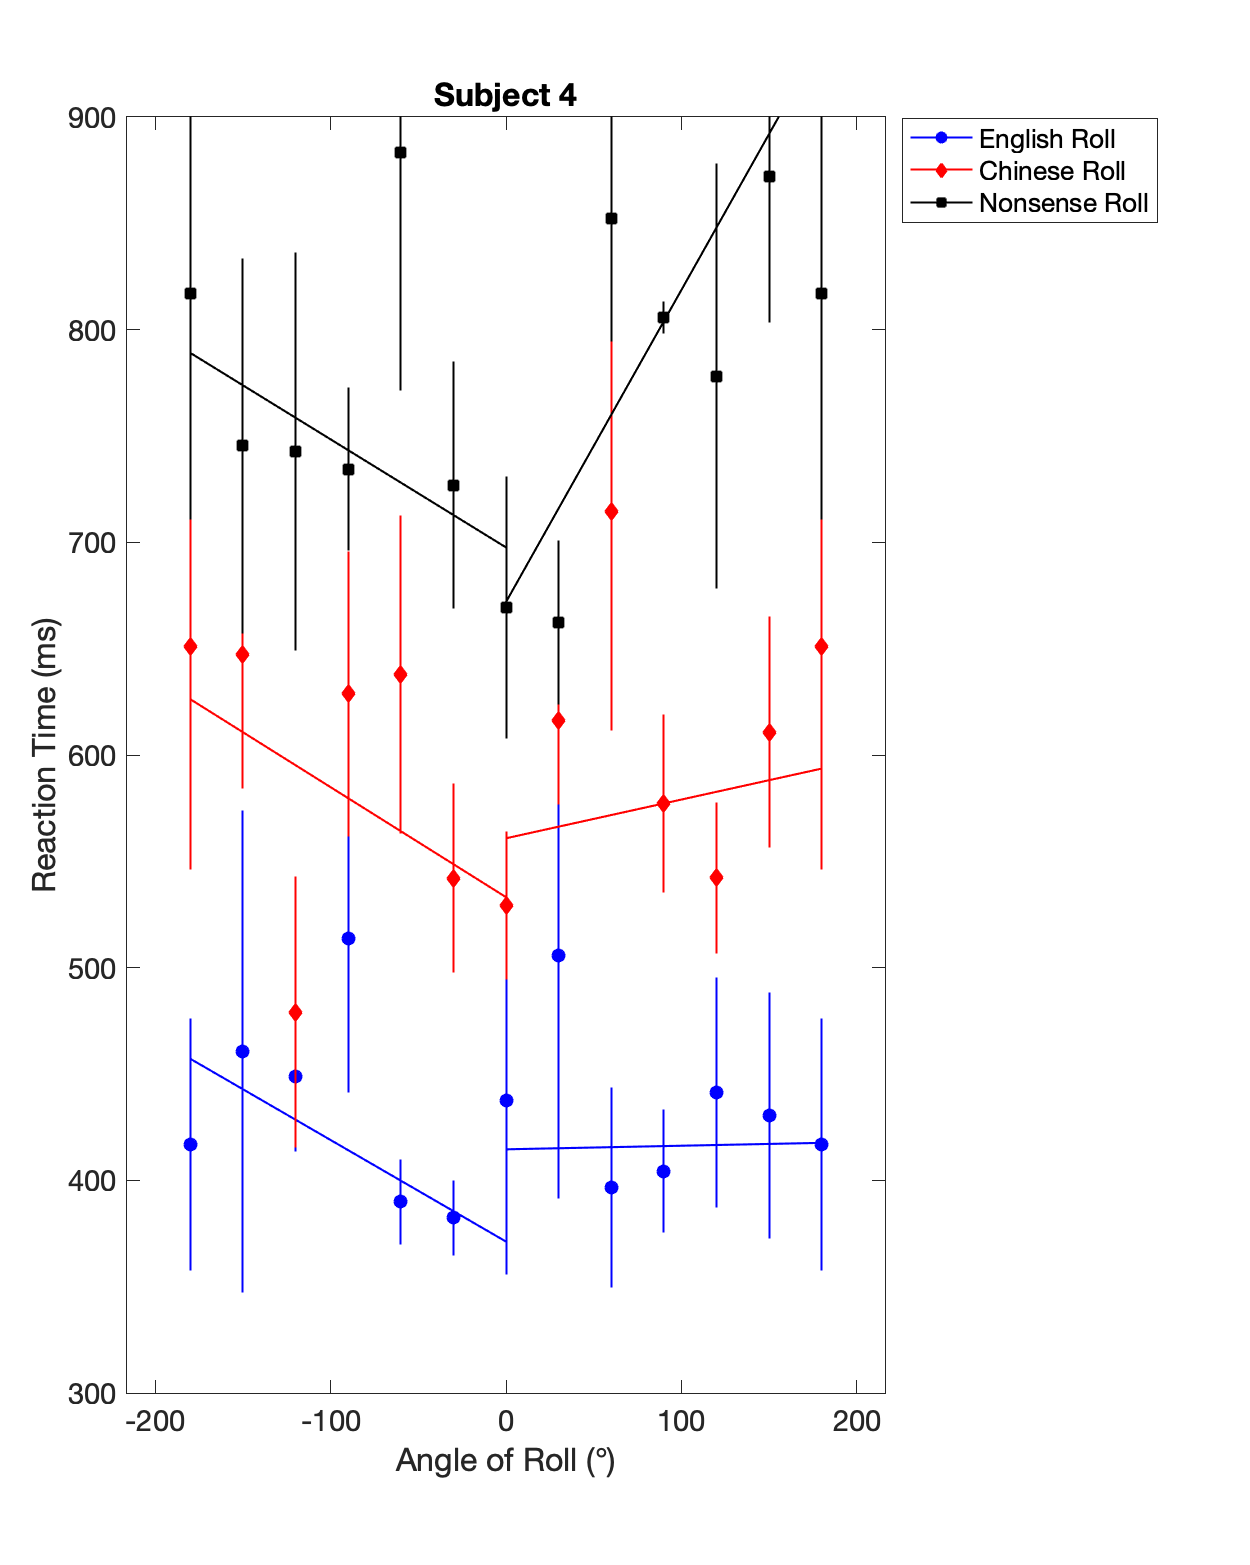 Subject 4
900
800
700
600
500
400
300
Reaction Time (ms)
-200 -100 0 100 200
Angle of Roll (°)
English Roll
Chinese Roll
Nonsense Roll